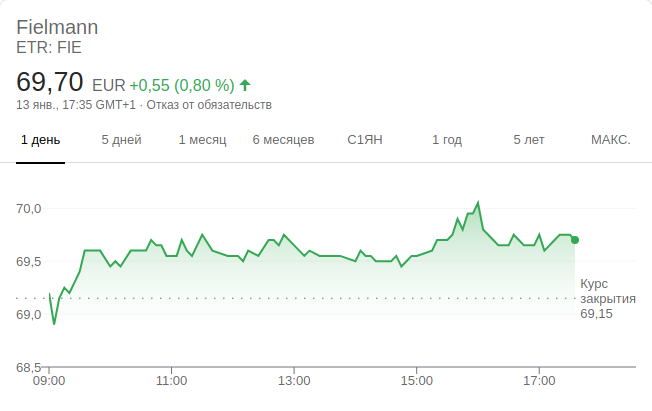 Fielmann
ETR: FIE
69,70 EUR +0,55 (0,80 %)
13 янв., 17:35 GMT+1 · Отказ от обязательств
1 день 5 дней 1 месяц 6 месяцев С1ЯН 1 год 5 лет МАКС.
70,0
69,5
Курс
закрытия
69,15
69,0
68,5
09:00 11:00 13:00 15:00 17:00